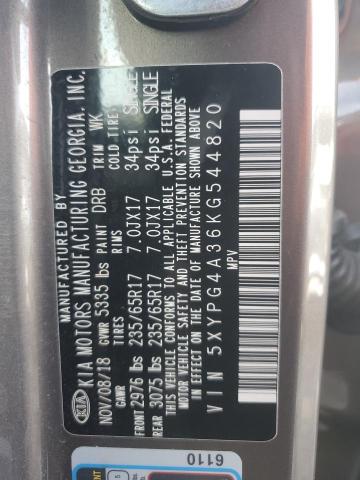 MANUFACTURED BY
KIA KIA MOTORS MANUFACTURING GEORGIA, INC.
NOV/08/18 GVWR 5335 lbs PAINT DRB TRIM WK
GAWR TIRES RIMS COLD TIRE
FRONT 2976 lbs 235/65R17 7.0JX17 34psi SINGLE
REAR 3075 lbs 235/65R17 7.0JX17 34psi SINGLE
THIS VEHICLE CONFORMS TO ALL APPLICABLE U.S.A. FEDERAL
MOTOR VEHICLE SAFETY AND THEFT PREVENTION STANDARDS
IN EFFECT ON THE DATE OF MANUFACTURE SHOWN ABOVE.
VIN 5XYPG4A36KG544820
MPV
6110